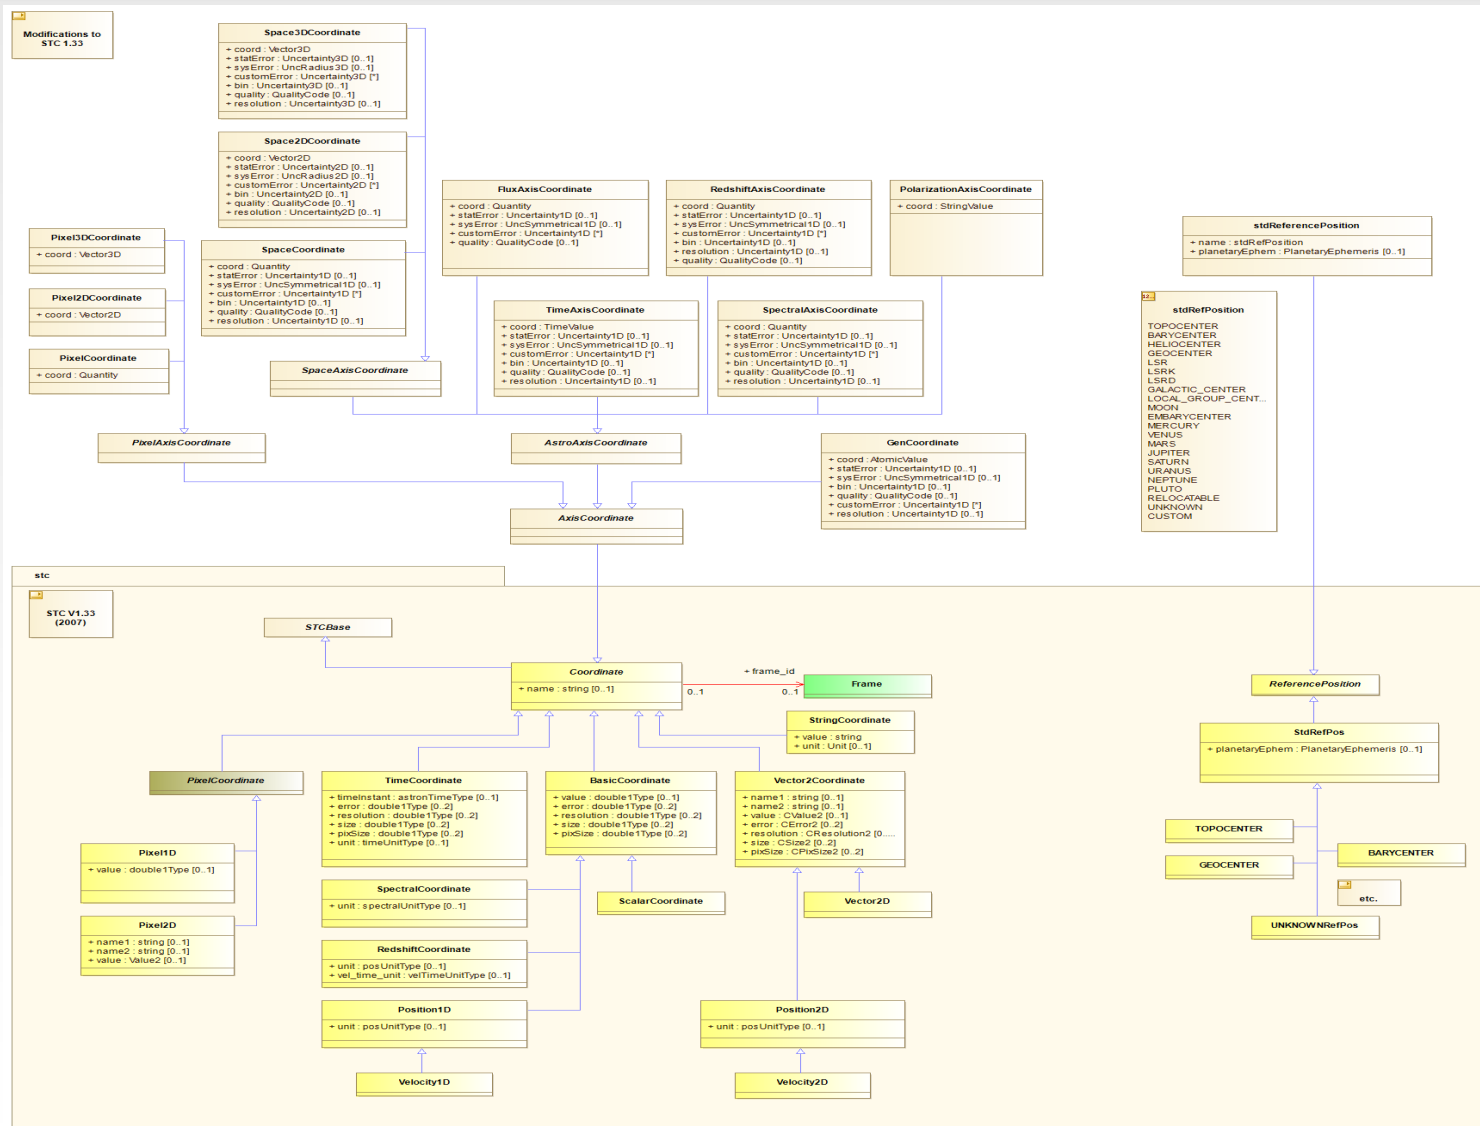 Modifications to
STC 1.33
Space3DCoordinate
+ coord : Vector3D
+ statError : Uncertainty3D [0..1]
+ sysError : UncRadius3D [0..1]
+ customError : Uncertainty3D [*]
+ bin : Uncertainty3D [0..1]
+ quality : QualityCode [0..1]
+ resolution : Uncertainty3D [0..1]
Space2DCoordinate
+ coord : Vector2D
+ statError : Uncertainty2D [0..1]
+ sysError : UncRadius2D [0..1]
+ customError : Uncertainty2D [*]
+ bin : Uncertainty2D [0..1]
+ quality : QualityCode [0..1]
+ resolution : Uncertainty2D [0..1]
SpaceCoordinate
+ coord : Quantity
+ statError : Uncertainty1D [0..1]
+ sysError : UncSymmetrical1D [0..1]
+ customError : Uncertainty1D [*]
+ bin : Uncertainty1D [0..1]
+ quality : QualityCode [0..1]
+ resolution : Uncertainty1D [0..1]
Pixel3DCoordinate
+ coord : Vector3D
Pixel2DCoordinate
+ coord : Vector2D
PixelCoordinate
+ coord : Quantity
FluxAxisCoordinate
+ coord : Quantity
+ statError : Uncertainty1D [0..1]
+ sysError : UncSymmetrical1D [0..1]
+ customError : Uncertainty1D [*]
+ quality : QualityCode [0..1]
RedshiftAxisCoordinate
+ coord : Quantity
+ statError : Uncertainty1D [0..1]
+ sysError : UncSymmetrical1D [0..1]
+ customError : Uncertainty1D [*]
+ bin : Uncertainty1D [0..1]
+ resolution : Uncertainty1D [0..1]
+ quality : QualityCode [0..1]
PolarizationAxisCoordinate
+ coord : StringValue
stdReferencePosition
+ name : stdRefPosition
+ planetaryEphem : PlanetaryEphemeris [0..1]
SpaceAxisCoordinate
TimeAxisCoordinate
+ coord : TimeValue
+ statError : Uncertainty1D [0..1]
+ sysError : UncSymmetrical1D [0..1]
+ customError : Uncertainty1D [*]
+ bin : Uncertainty1D [0..1]
+ quality : QualityCode [0..1]
+ resolution : Uncertainty1D [0..1]
SpectralAxisCoordinate
+ coord : Quantity
+ statError : Uncertainty1D [0..1]
+ sysError : UncSymmetrical1D [0..1]
+ customError : Uncertainty1D [*]
+ bin : Uncertainty1D [0..1]
+ quality : QualityCode [0..1]
+ resolution : Uncertainty1D [0..1]
stdRefPosition
TOPOCENTER
BARYCENTER
HELIOCENTER
GEOCENTER
LSR
LSRK
LSRD
GALACTIC_CENTER
LOCAL_GROUP_CENT...
MOON
EMBARYCENTER
MERCURY
VENUS
MARS
JUPITER
SATURN
URANUS
NEPTUNE
PLUTO
RELOCATABLE
UNKNOWN
CUSTOM
PixelAxisCoordinate
AstroAxisCoordinate
GenCoordinate
+ coord : AtomicValue
+ statError : Uncertainty1D [0..1]
+ sysError : UncSymmetrical1D [0..1]
+ bin : Uncertainty1D [0..1]
+ quality : QualityCode [0..1]
+ customError : Uncertainty1D [*]
+ resolution : Uncertainty1D [0..1]
AxisCoordinate
stc
STC V1.33
(2007)
STCBase
Coordinate
+ name : string [0..1]
+ frame_id
0..1
0..1
Frame
ReferencePosition
StringCoordinate
+ value : string
+ unit : Unit [0..1]
StdRefPos
+ planetaryEphem : PlanetaryEphemeris [0..1]
PixelCoordinate
TimeCoordinate
+ timeInstant : astronTimeType [0..1]
+ error : double1Type [0..2]
+ resolution : double1Type [0..2]
+ size : double1Type [0..2]
+ pixSize : double1Type [0..2]
+ unit : timeUnitType [0..1]
BasicCoordinate
+ value : double1Type [0..1]
+ error : double1Type [0..2]
+ resolution : double1Type [0..2]
+ size : double1Type [0..2]
+ pixSize : double1Type [0..2]
Vector2Coordinate
+ name1 : string [0..1]
+ name2 : string [0..1]
+ value : CValue2 [0..1]
+ error : CError2 [0..2]
+ resolution : CResolution2 [0.....
+ size : CSize2 [0..2]
+ pixSize : CPixSize2 [0..2]
TOPOCENTER
BARYCENTER
GEOCENTER
etc.
UNKNOWNRefPos
Pixel1D
+ value : double1Type [0..1]
Pixel2D
+ name1 : string [0..1]
+ name2 : string [0..1]
+ value : Value2 [0..1]
SpectralCoordinate
+ unit : spectralUnitType [0..1]
ScalarCoordinate
Vector2D
RedshiftCoordinate
+ unit : posUnitType [0..1]
+ vel_time_unit : velTimeUnitType [0..1]
Position1D
+ unit : posUnitType [0..1]
Position2D
+ unit : posUnitType [0..1]
Velocity1D
Velocity2D